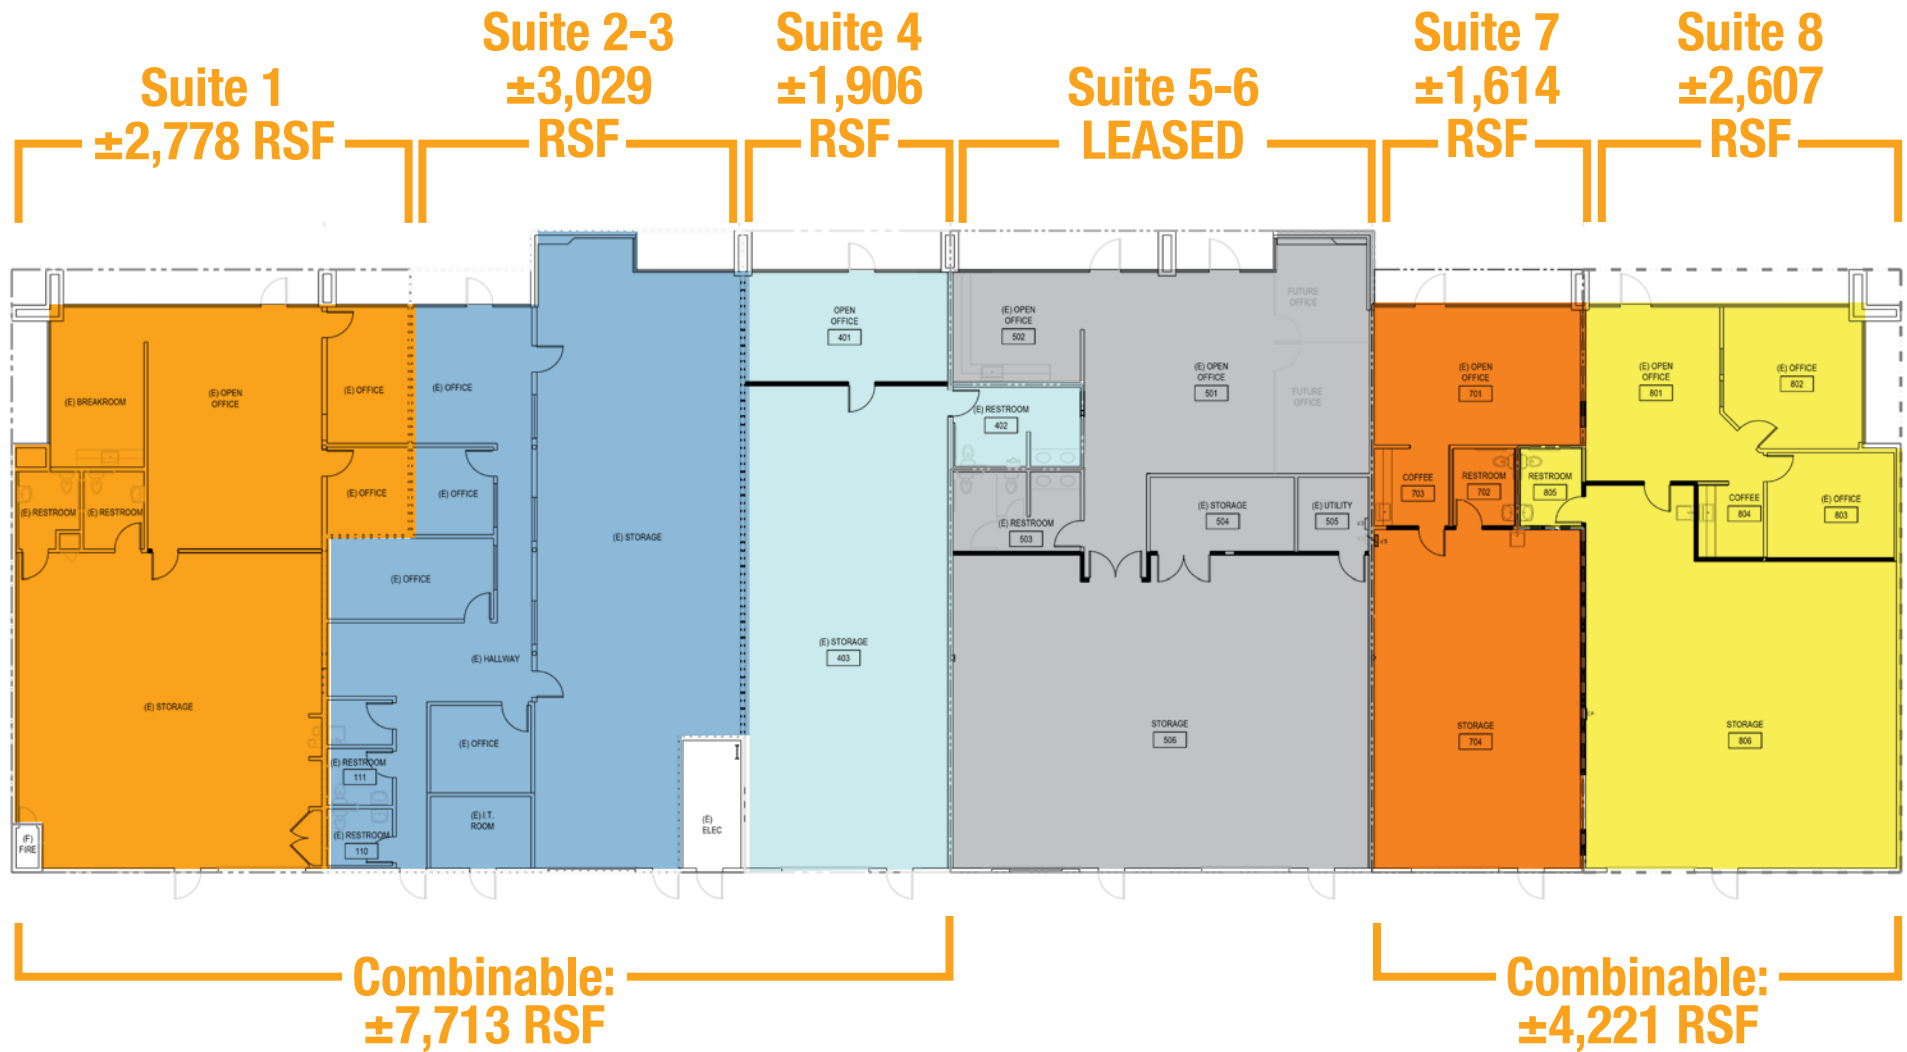 Suite 1
±2,778 RSF
Suite 2-3
±3,029
RSF
Suite 4
±1,906
RSF
Suite 5-6
LEASED
Suite 7
±1,614
RSF
Suite 8
±2,607
RSF
(E) BREAKROOM
(E) OPEN
OFFICE
(E) OFFICE
(E) OFFICE
(E) RESTROOM
(E) RESTROOM
(E) STORAGE
(F)
FIRE
(E) OFFICE
(E) OFFICE
(E) OFFICE
(E) HALLWAY
(E) OFFICE
(E) RESTROOM
111
(E) RESTROOM
110
(E) I.T.
ROOM
(E) STORAGE
(E)
ELEC
OPEN
OFFICE
401
(E) RESTROOM
402
(E) STORAGE
403
(E) OPEN
OFFICE
502
(E) OPEN
OFFICE
501
FUTURE
OFFICE
FUTURE
OFFICE
(E) RESTROOM
503
(E) STORAGE
504
(E) UTILITY
505
STORAGE
506
(E) OPEN
OFFICE
701
COFFEE
703
RESTROOM
702
STORAGE
704
(E) OPEN
OFFICE
801
(E) OFFICE
802
RESTROOM
805
COFFEE
804
(E) OFFICE
803
STORAGE
806
Combinable:
±7,713 RSF
Combinable:
±4,221 RSF